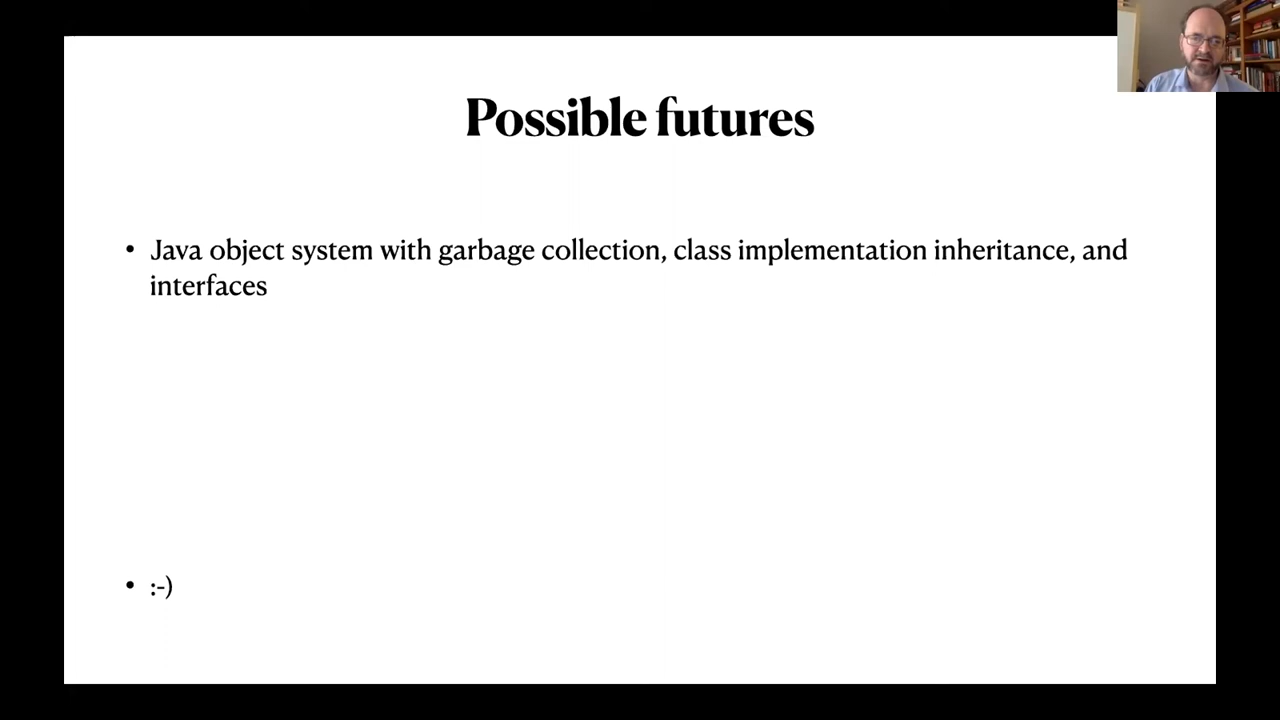 Possible futures
• Java object system with garbage collection, class implementation inheritance, and
interfaces
• :-)